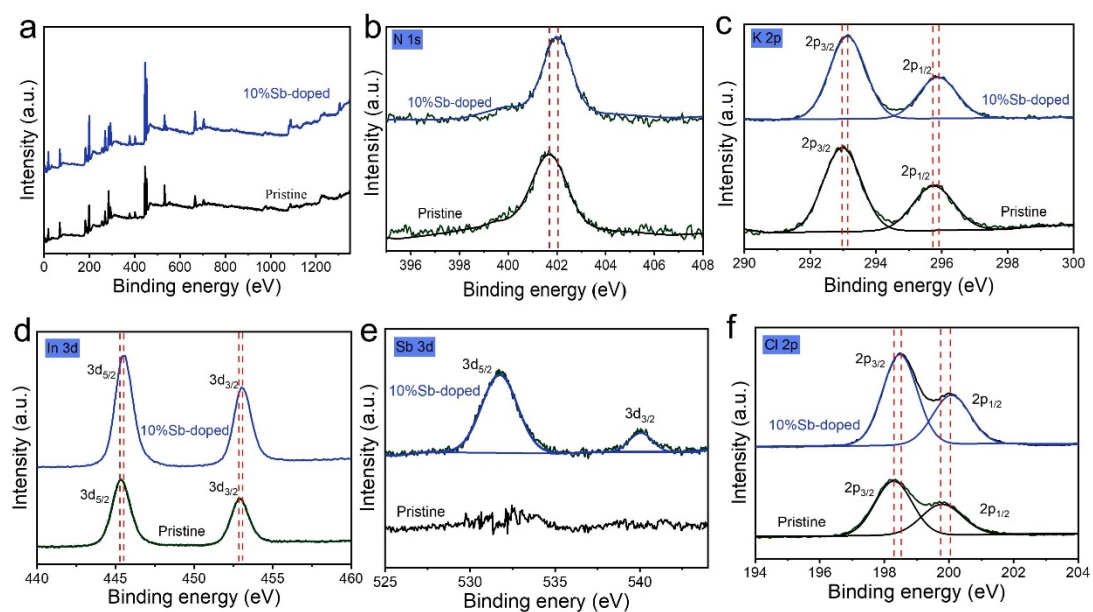 a
10%Sb-doped
Pristine
Intensity (a.u.)
0 200 400 600 800 1000 1200
Binding energy (eV)
b
N 1s
10%Sb-doped
Pristine
Intensity (a.u.)
396 398 400 402 404 406 408
Binding energy (eV)
c
K 2p
2p3/2
2p1/2
10%Sb-doped
2p3/2
2p1/2
Pristine
Intensity (a.u.)
290 292 294 296 298 300
Binding energy (eV)
d
In 3d
3d5/2
3d3/2
10%Sb-doped
3d5/2
3d3/2
Pristine
Intensity (a.u.)
440 445 450 455 460
Binding energy (eV)
e
Sb 3d
3d5/2
10%Sb-doped
3d3/2
Pristine
Intensity (a.u.)
525 530 535 540
Binding enengy (eV)
f
Cl 2p
2p3/2
2p1/2
10%Sb-doped
2p3/2
2p1/2
Pristine
Intensity (a.u.)
194 196 198 200 202 204
Binding energy (eV)